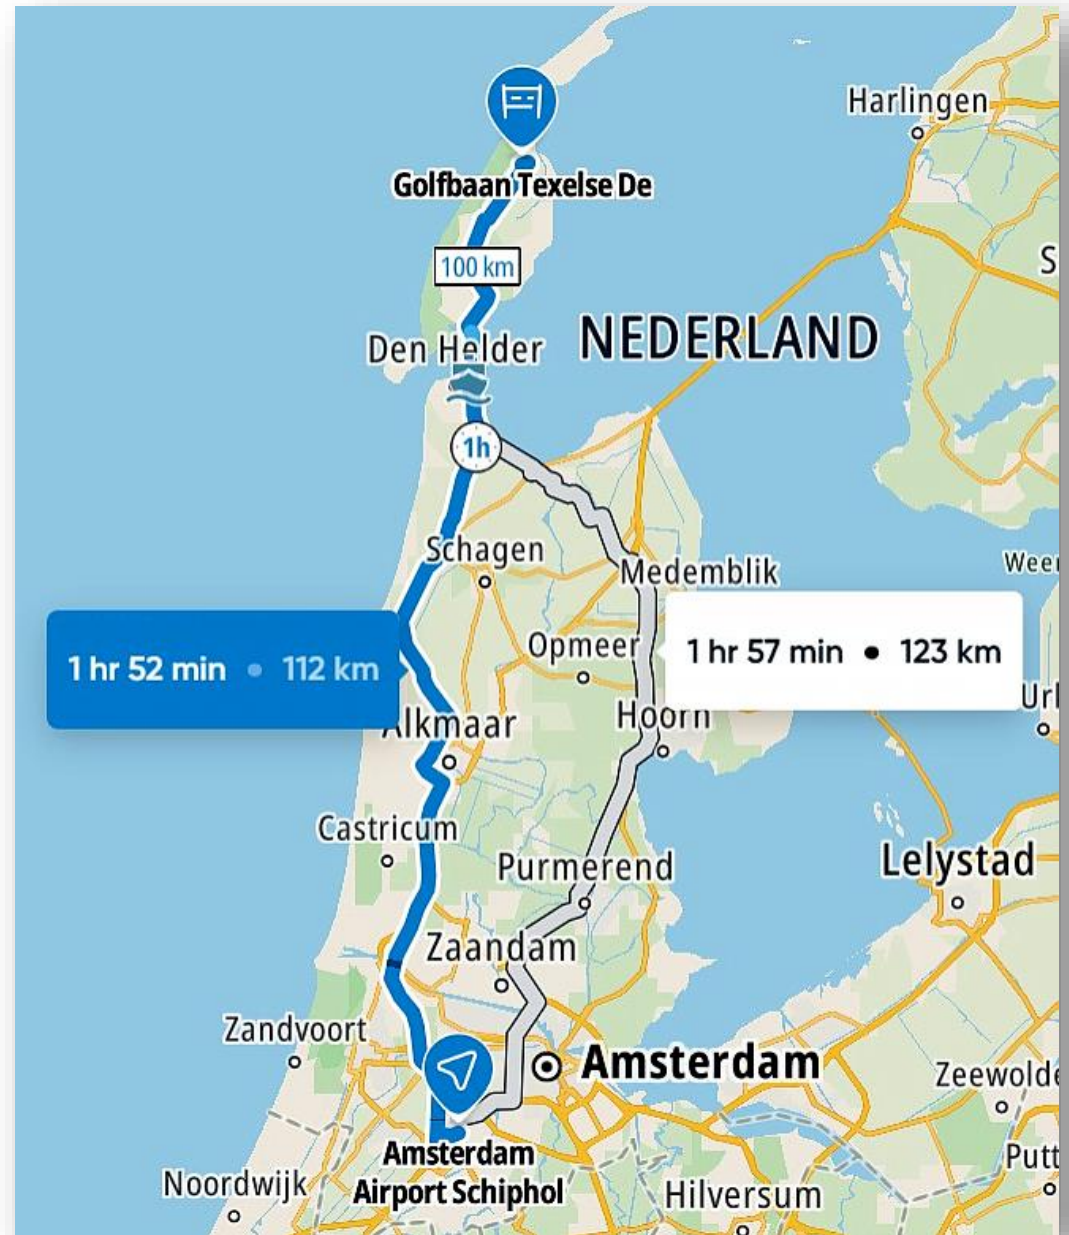 Harlingen
Golfbaan Texelse De
S
100 km
Den Helder
NEDERLAND
1h
Schagen
Weer
Medemblik
Opmeer
1 hr 57 min • 123 km
1 hr 52 min • 112 km
Url
Hoorn
Alkmaar
Castricum
Purmerend
Lelystad
Zaandam
Zandvoort
Amsterdam
Zeewolde
Amsterdam
Airport Schiphol
Putt
Noordwijk
Hilversum